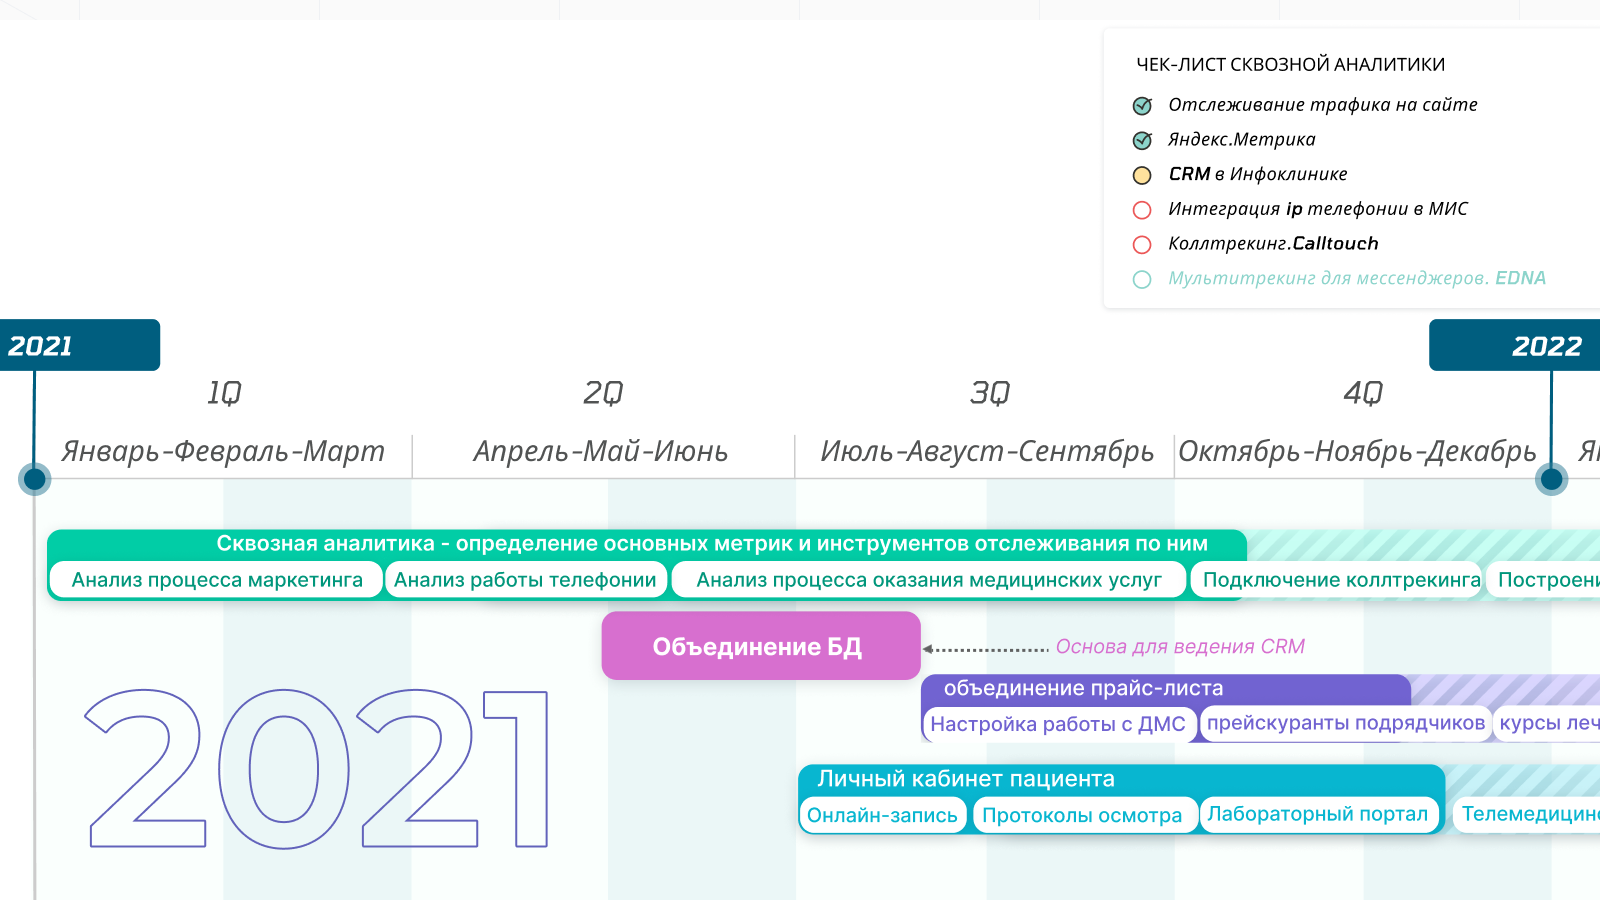 ЧЕК-ЛИСТ СКВОЗНОЙ АНАЛИТИКИ
Отслеживание трафика на сайте
Яндекс.Метрика
CRM в Инфоклинике
Интеграция ip телефонии в МИС
Коллтрекинг.Calltouch
Мультитрекинг для мессенджеров. EDNA
2021
2022
1Q
2Q
3Q
4Q
Январь-Февраль-Март
Апрель-Май-Июнь
Июль-Август-Сентябрь
Октябрь-Ноябрь-Декабрь
Сквозная аналитика - определение основных метрик и инструментов отслеживания по ним
Анализ процесса маркетинга
Анализ работы телефонии
Анализ процесса оказания медицинских услуг
Подключение коллтрекинга
Объединение БД
Основа для ведения CRM
объединение прайс-листа
Настройка работы с ДМС
прейскуранты подрядчиков
курсы
2021
Личный кабинет пациента
Онлайн-запись
Протоколы осмотра
Лабораторный портал